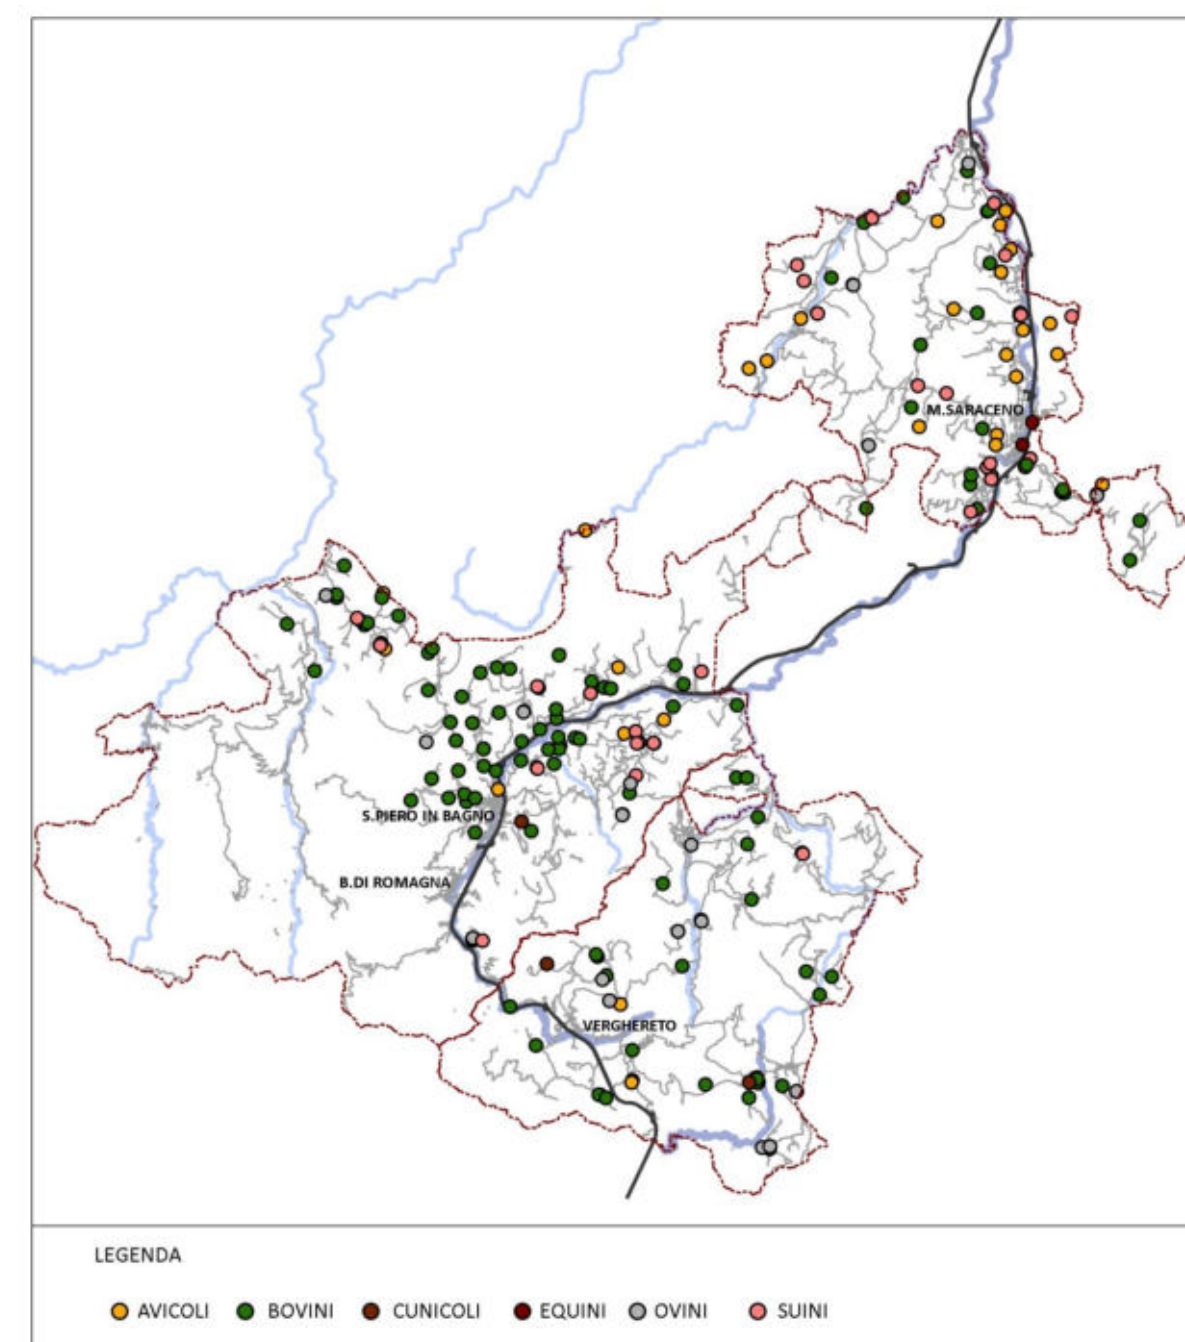 M.SARACENO
S.PIERO IN BAGNO
B.DI ROMAGNA
VERGHERETO
LEGENDA
AVICOLI BOVINI CUNICOLI EQUINI OVINI SUINI